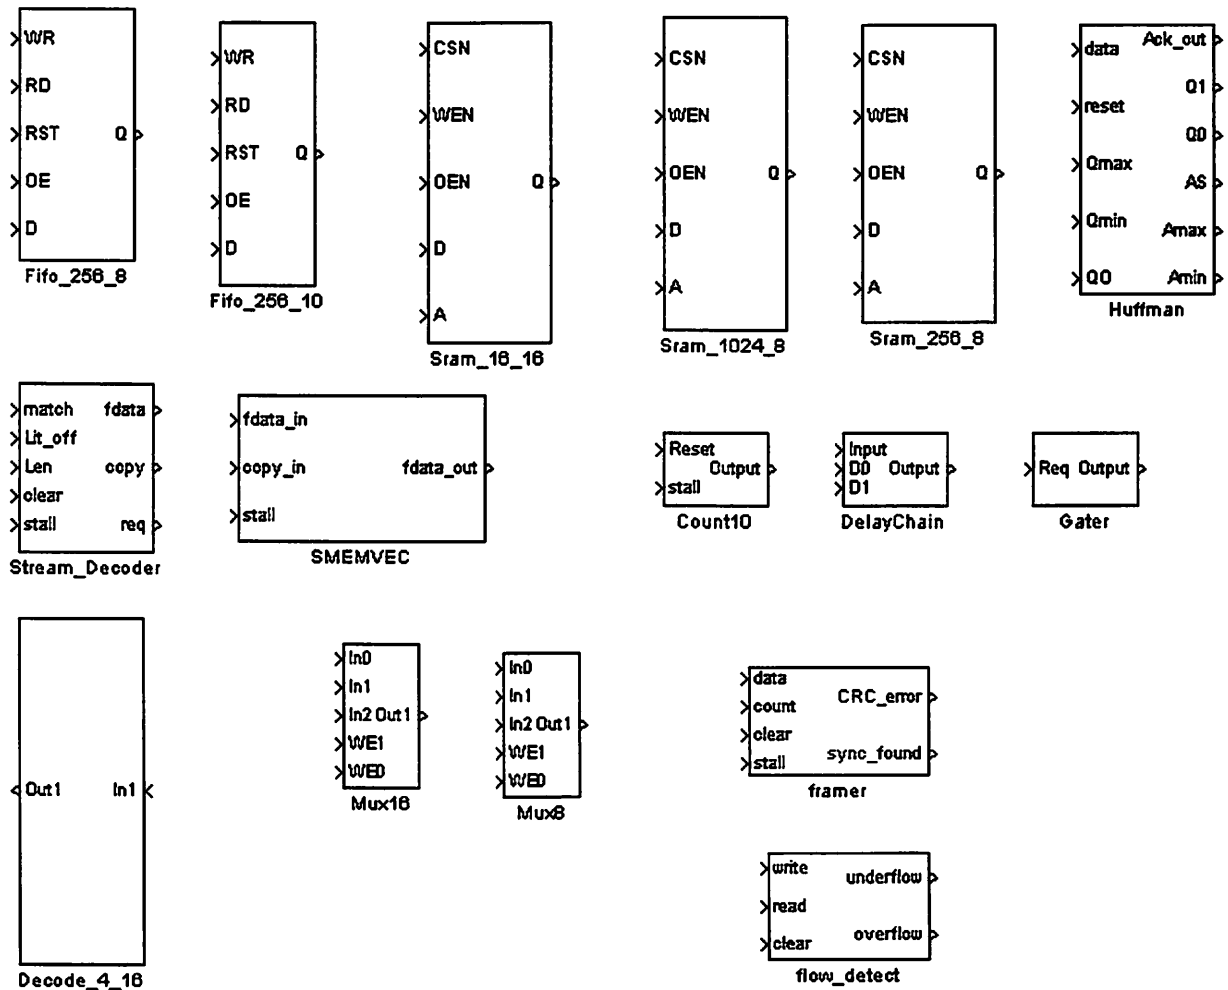 WR
RD
RST Q
OE
D
Fifo_256_8
WR
RD
RST Q
OE
D
Fifo_256_10
CSN
WEN
OEN Q
D
A
Sram_16_16
CSN
WEN
OEN Q
D
A
Sram_1024_8
CSN
WEN
OEN Q
D
A
Sram_256_8
data Ack_out
Q1
reset
Q0
Qmax
AS
Qmin
Amax
Q0 Amin
Huffman
match fdata
Lit_off
Len copy
clear
stall req
Stream_Decoder
fdata_in
copy_in fdata_out
stall
SMEMVEC
Reset
Output
stall
Count10
Input
D0 Output
D1
DelayChain
Req Output
Gater
Out1 In1
Decode_4_16
In0
In1
In2 Out1
WE1
WE0
Mux16
In0
In1
In2 Out1
WE1
WE0
Mux8
data
CRC_error
count
clear
sync_found
stall
framer
write
underflow
read
overflow
clear
flow_detect